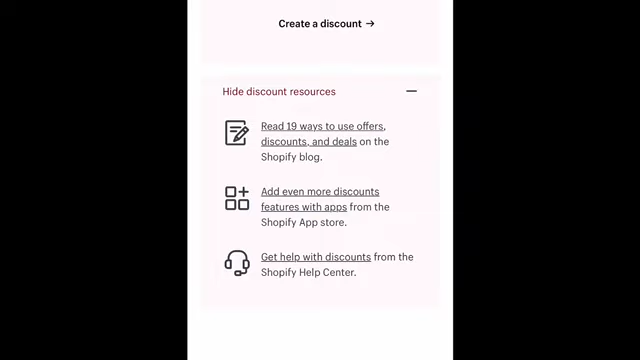 Create a discount →
Hide discount resources
Read 19 ways to use offers,
discounts, and deals on the
Shopify blog.
Add even more discounts
features with apps from the
Shopify App store.
Get help with discounts from the
Shopify Help Center.